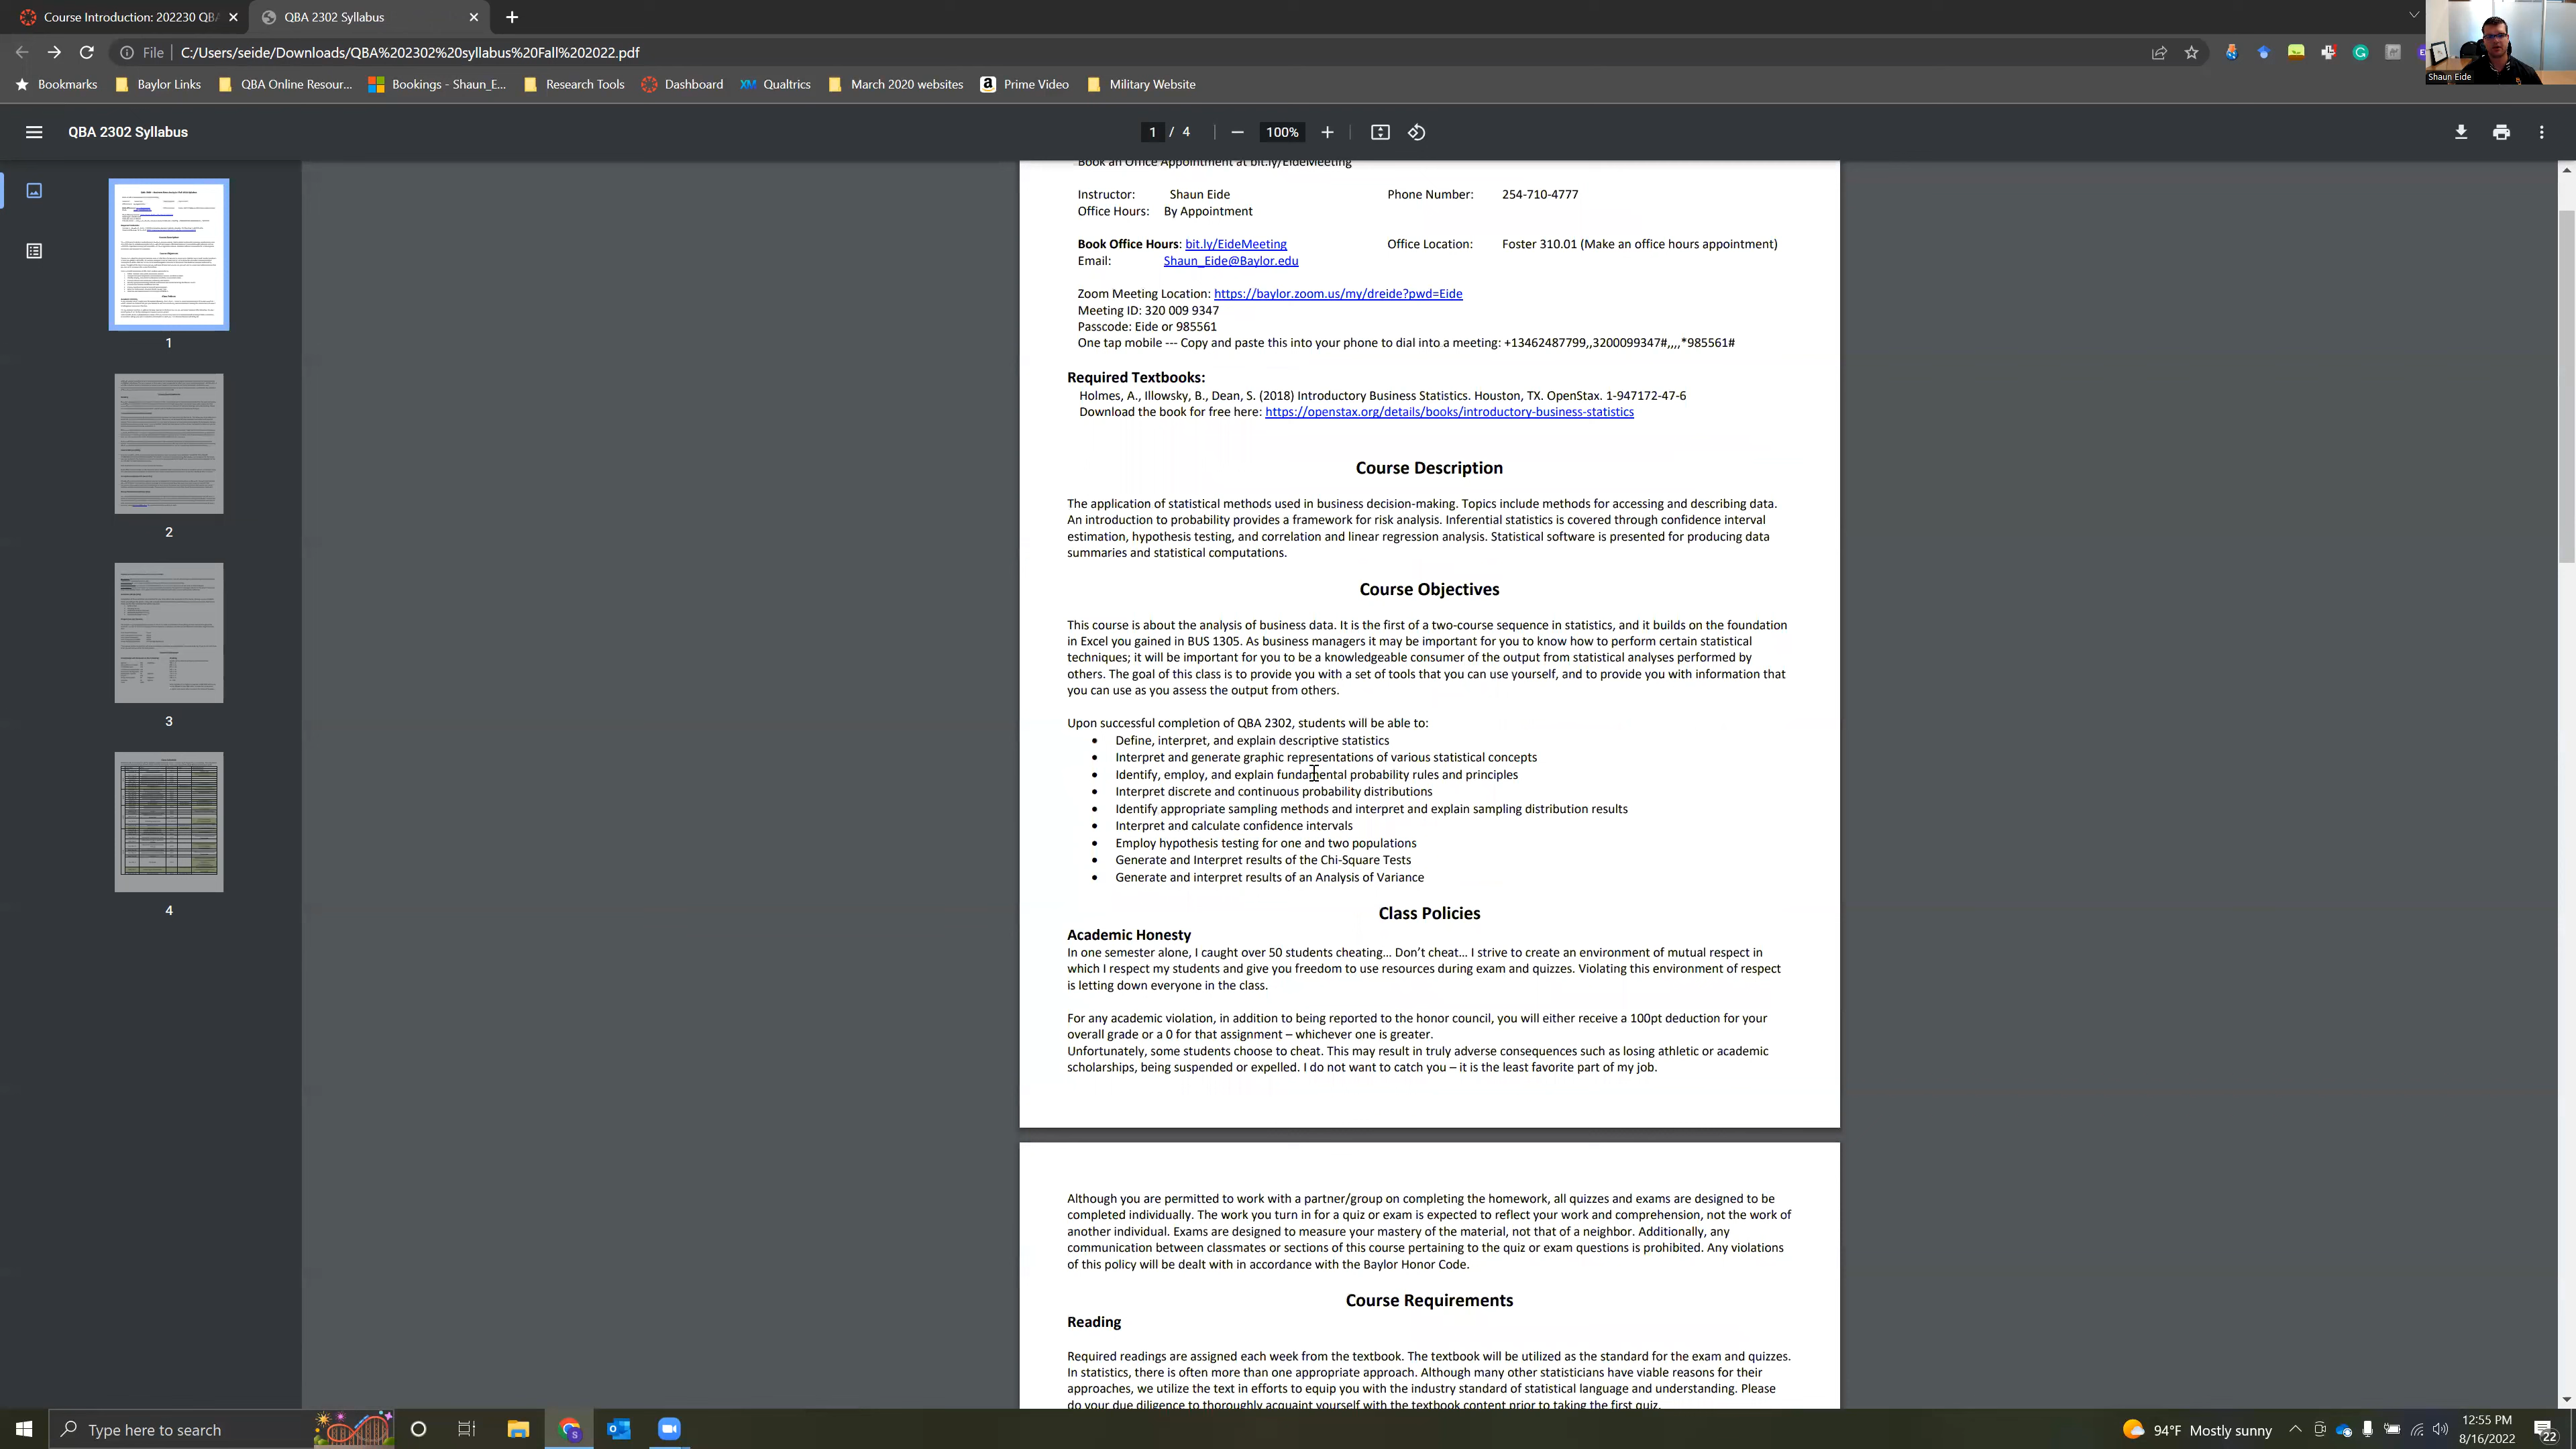 Course Introduction: 202230 QBA
QBA 2302 Syllabus
File
C:/Users/seide/Downloads/QBA%202302%20syllabus%20Fall%202022.pdf
Shaun Eide
Bookmarks
Baylor Links
QBA Online Resour...
Bookings - Shaun_E...
Research Tools
Dashboard
XM Qualtrics
March 2020 websites
Prime Video
Military Website
QBA 2302 Syllabus
1 / 4
100%
1
2
3
4
Book an Office Appointment at bit.ly/EideMeeting
Instructor: Shaun Eide Phone Number: 254-710-4777
Office Hours: By Appointment
Book Office Hours: bit.ly/EideMeeting Office Location: Foster 310.01 (Make an office hours appointment)
Email: Shaun_Eide@Baylor.edu
Zoom Meeting Location: https://baylor.zoom.us/my/dreide?pwd=Eide
Meeting ID: 320 009 9347
Passcode: Eide or 985561
One tap mobile --- Copy and paste this into your phone to dial into a meeting: +13462487799,,3200099347#,,,,*985561#
Required Textbooks:
Holmes, A., Illowsky, B., Dean, S. (2018) Introductory Business Statistics. Houston, TX. OpenStax. 1-947172-47-6
Download the book for free here: https://openstax.org/details/books/introductory-business-statistics
Course Description
The application of statistical methods used in business decision-making. Topics include methods for accessing and describing data.
An introduction to probability provides a framework for risk analysis. Inferential statistics is covered through confidence interval
estimation, hypothesis testing, and correlation and linear regression analysis. Statistical software is presented for producing data
summaries and statistical computations.
Course Objectives
This course is about the analysis of business data. It is the first of a two-course sequence in statistics, and it builds on the foundation
in Excel you gained in BUS 1305. As business managers it may be important for you to know how to perform certain statistical
techniques; it will be important for you to be a knowledgeable consumer of the output from statistical analyses performed by
others. The goal of this class is to provide you with a set of tools that you can use yourself, and to provide you with information that
you can use as you assess the output from others.
Upon successful completion of QBA 2302, students will be able to:
• Define, interpret, and explain descriptive statistics
• Interpret and generate graphic representations of various statistical concepts
• Identify, employ, and explain fundamental probability rules and principles
• Interpret discrete and continuous probability distributions
• Identify appropriate sampling methods and interpret and explain sampling distribution results
• Interpret and calculate confidence intervals
• Employ hypothesis testing for one and two populations
• Generate and Interpret results of the Chi-Square Tests
• Generate and interpret results of an Analysis of Variance
Class Policies
Academic Honesty
In one semester alone, I caught over 50 students cheating... Don't cheat... I strive to create an environment of mutual respect in
which I respect my students and give you freedom to use resources during exam and quizzes. Violating this environment of respect
is letting down everyone in the class.
For any academic violation, in addition to being reported to the honor council, you will either receive a 100pt deduction for your
overall grade or a 0 for that assignment – whichever one is greater.
Unfortunately, some students choose to cheat. This may result in truly adverse consequences such as losing athletic or academic
scholarships, being suspended or expelled. I do not want to catch you – it is the least favorite part of my job.
Although you are permitted to work with a partner/group on completing the homework, all quizzes and exams are designed to be
completed individually. The work you turn in for a quiz or exam is expected to reflect your work and comprehension, not the work of
another individual. Exams are designed to measure your mastery of the material, not that of a neighbor. Additionally, any
communication between classmates or sections of this course pertaining to the quiz or exam questions is prohibited. Any violations
of this policy will be dealt with in accordance with the Baylor Honor Code.
Course Requirements
Reading
Required readings are assigned each week from the textbook. The textbook will be utilized as the standard for the exam and quizzes.
In statistics, there is often more than one appropriate approach. Although many other statisticians have viable reasons for their
approaches, we utilize the text in efforts to equip you with the industry standard of statistical language and understanding. Please
do your due diligence to thoroughly acquaint yourself with the textbook content prior to taking the first quiz.
Type here to search
94°F Mostly sunny
12:55 PM
8/16/2022
22